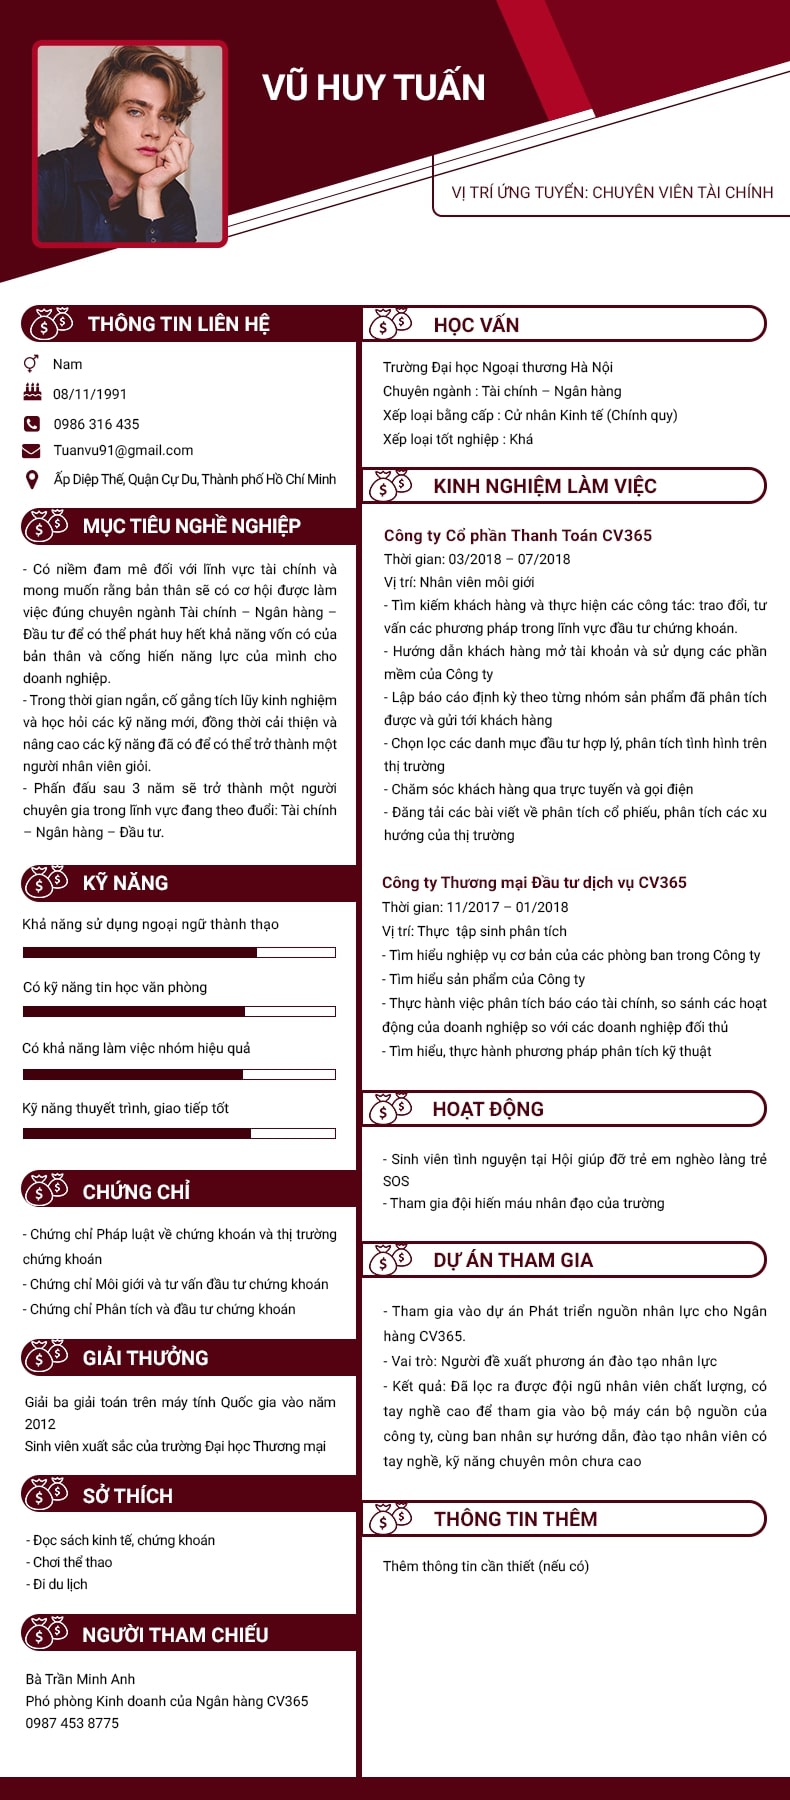 VŨ HUY TUẤN
VỊ TRÍ ỨNG TUYỂN: CHUYÊN VIÊN TÀI CHÍNH
THÔNG TIN LIÊN HỆ
Nam
08/11/1991
0986 316 435
Tuanvu91@gmail.com
Ấp Diệp Thế, Quận Cự Du, Thành phố Hồ Chí Minh
MỤC TIÊU NGHỀ NGHIỆP
- Có niềm đam mê đối với lĩnh vực tài chính và
mong muốn rằng bản thân sẽ có cơ hội được làm
việc đúng chuyên ngành Tài chính – Ngân hàng –
Đầu tư để có thể phát huy hết khả năng vốn có của
bản thân và cống hiến năng lực của mình cho
doanh nghiệp.
- Trong thời gian ngắn, cố gắng tích lũy kinh nghiệm
và học hỏi các kỹ năng mới, đồng thời cải thiện và
nâng cao các kỹ năng đã có để có thể trở thành một
người nhân viên giỏi.
- Phấn đấu sau 3 năm sẽ trở thành một người
chuyên gia trong lĩnh vực đang theo đuổi: Tài chính
– Ngân hàng – Đầu tư.
KỸ NĂNG
Khả năng sử dụng ngoại ngữ thành thạo
Có kỹ năng tin học văn phòng
Có khả năng làm việc nhóm hiệu quả
Kỹ năng thuyết trình, giao tiếp tốt
CHỨNG CHỈ
- Chứng chỉ Pháp luật về chứng khoán và thị trường
chứng khoán
- Chứng chỉ Môi giới và tư vấn đầu tư chứng khoán
- Chứng chỉ Phân tích và đầu tư chứng khoán
GIẢI THƯỞNG
Giải ba giải toán trên máy tính Quốc gia vào năm
2012
Sinh viên xuất sắc của trường Đại học Thương mại
SỞ THÍCH
- Đọc sách kinh tế, chứng khoán
- Chơi thể thao
- Đi du lịch
NGƯỜI THAM CHIẾU
Bà Trần Minh Anh
Phó phòng Kinh doanh của Ngân hàng CV365
0987 453 8775
HỌC VẤN
Trường Đại học Ngoại thương Hà Nội
Chuyên ngành : Tài chính – Ngân hàng
Xếp loại bằng cấp : Cử nhân Kinh tế (Chính quy)
Xếp loại tốt nghiệp : Khá
KINH NGHIỆM LÀM VIỆC
Công ty Cổ phần Thanh Toán CV365
Thời gian: 03/2018 – 07/2018
Vị trí: Nhân viên môi giới
- Tìm kiếm khách hàng và thực hiện các công tác: trao đổi, tư
vấn các phương pháp trong lĩnh vực đầu tư chứng khoán.
- Hướng dẫn khách hàng mở tài khoản và sử dụng các phần
mềm của Công ty
- Lập báo cáo định kỳ theo từng nhóm sản phẩm đã phân tích
được và gửi tới khách hàng
- Chọn lọc các danh mục đầu tư hợp lý, phân tích tình hình trên
thị trường
- Chăm sóc khách hàng qua trực tuyến và gọi điện
- Đăng tải các bài viết về phân tích cổ phiếu, phân tích các xu
hướng của thị trường
Công ty Thương mại Đầu tư dịch vụ CV365
Thời gian: 11/2017 – 01/2018
Vị trí: Thực tập sinh phân tích
- Tìm hiểu nghiệp vụ cơ bản của các phòng ban trong Công ty
- Tìm hiểu sản phẩm của Công ty
- Thực hành việc phân tích báo cáo tài chính, so sánh các hoạt
động của doanh nghiệp so với các doanh nghiệp đối thủ
- Tìm hiểu, thực hành phương pháp phân tích kỹ thuật
HOẠT ĐỘNG
- Sinh viên tình nguyện tại Hội giúp đỡ trẻ em nghèo làng trẻ
SOS
- Tham gia đội hiến máu nhân đạo của trường
DỰ ÁN THAM GIA
- Tham gia vào dự án Phát triển nguồn nhân lực cho Ngân
hàng CV365.
- Vai trò: Người đề xuất phương án đào tạo nhân lực
- Kết quả: Đã lọc ra được đội ngũ nhân viên chất lượng, có
tay nghề cao để tham gia vào bộ máy cán bộ nguồn của
công ty, cùng ban nhân sự hướng dẫn, đào tạo nhân viên có
tay nghề, kỹ năng chuyên môn chưa cao
THÔNG TIN THÊM
Thêm thông tin cần thiết (nếu có)